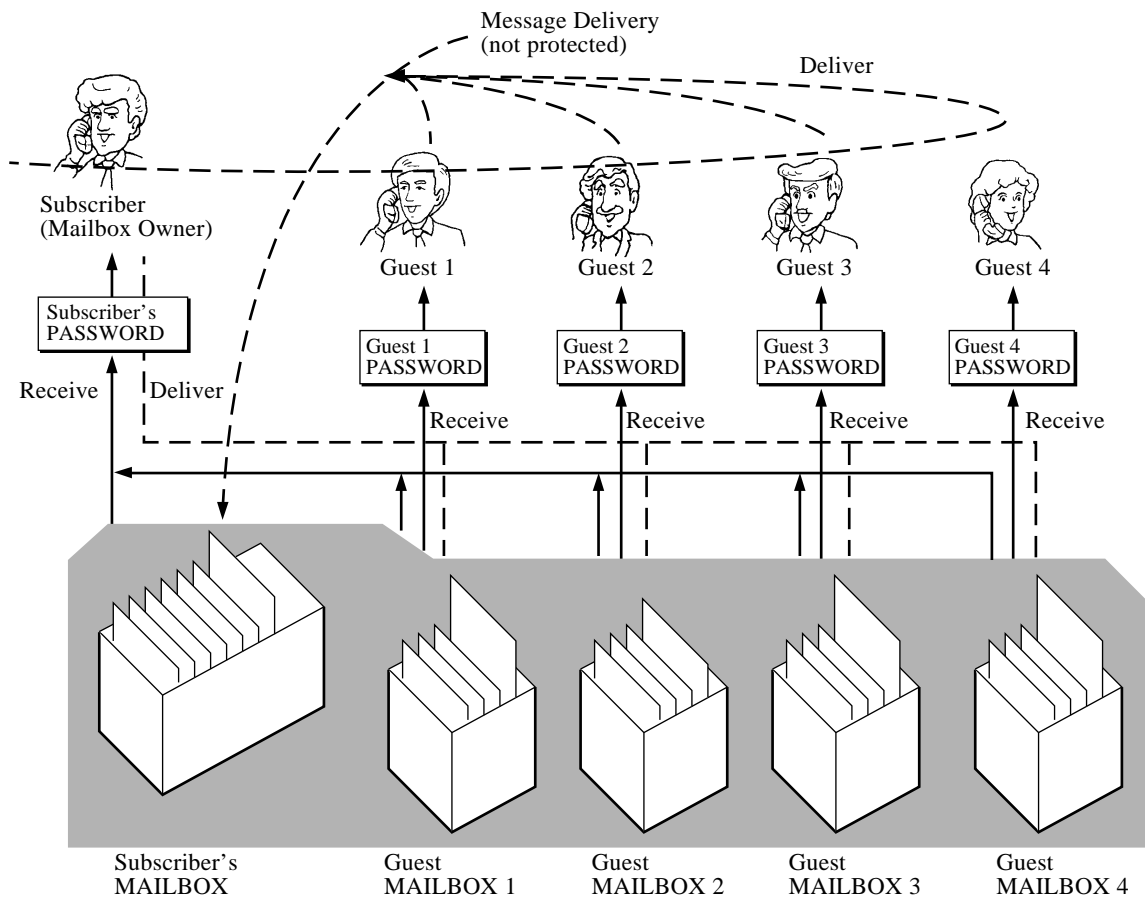 Message Delivery
(not protected)
Deliver
Subscriber
(Mailbox Owner)
Guest 1
Guest 2
Guest 3
Guest 4
Subscriber's
PASSWORD
Guest 1
PASSWORD
Guest 2
PASSWORD
Guest 3
PASSWORD
Guest 4
PASSWORD
Receive
Deliver
Receive
Receive
Receive
Receive
Subscriber's
MAILBOX
Guest
MAILBOX 1
Guest
MAILBOX 2
Guest
MAILBOX 3
Guest
MAILBOX 4